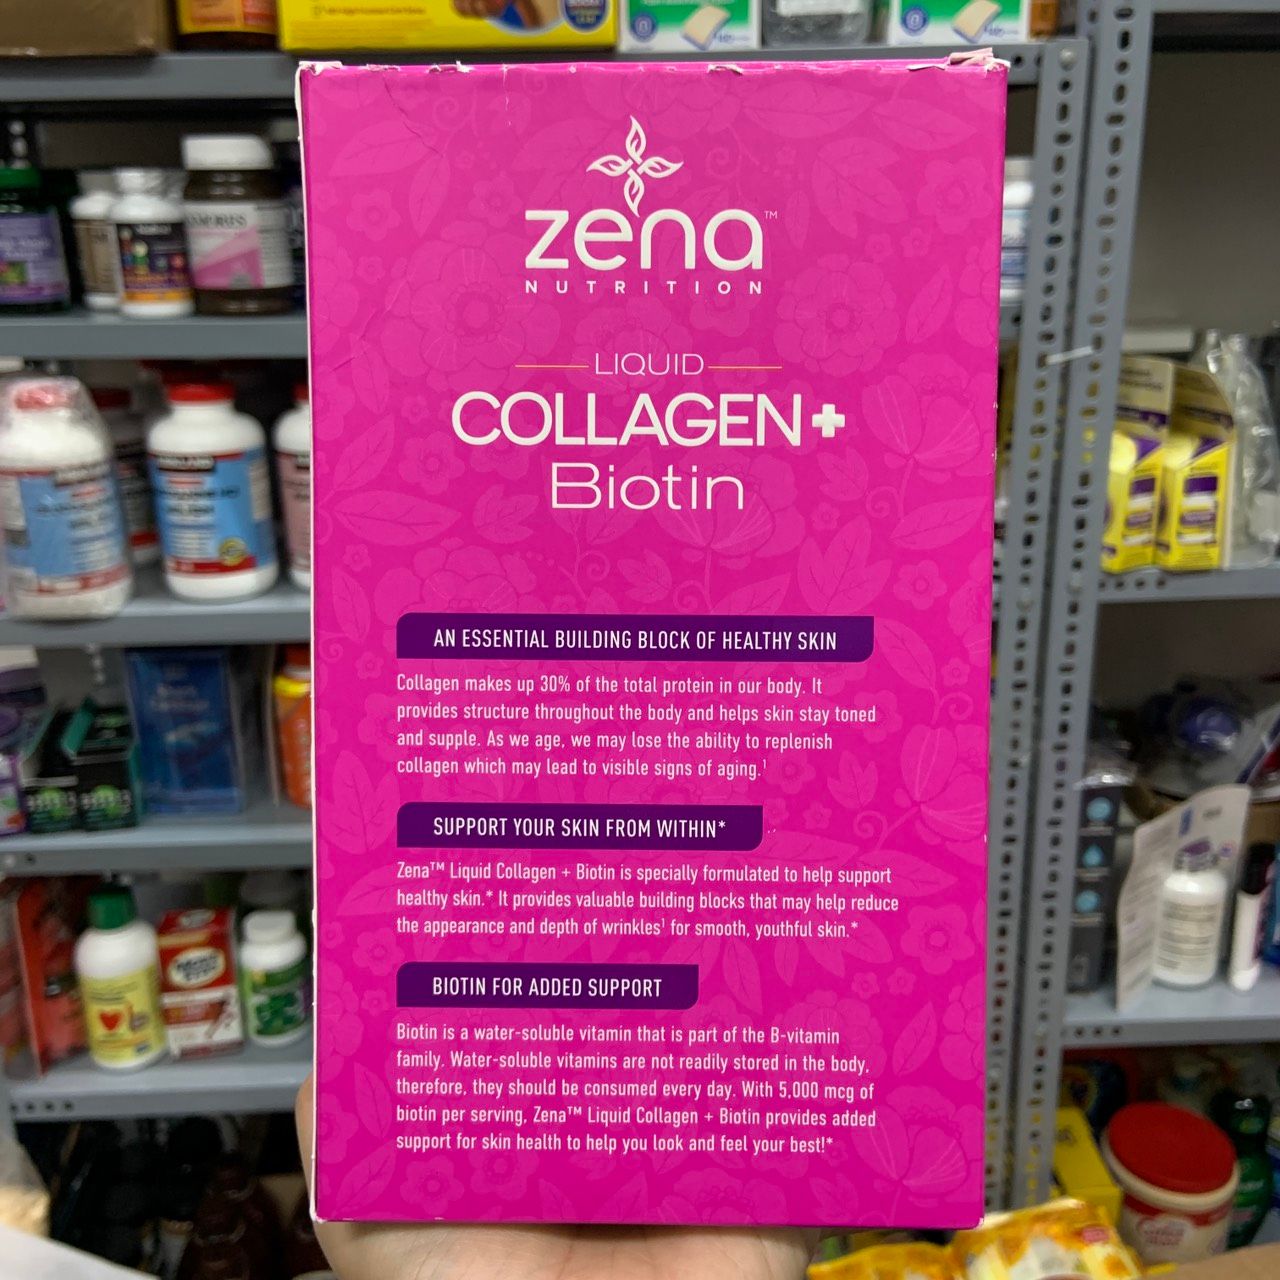 zena™
NUTRITION
LIQUID
COLLAGEN+
Biotin
AN ESSENTIAL BUILDING BLOCK OF HEALTHY SKIN
Collagen makes up 30% of the total protein in our body. It
provides structure throughout the body and helps skin stay toned
and supple. As we age, we may lose the ability to replenish
collagen which may lead to visible signs of aging.¹
SUPPORT YOUR SKIN FROM WITHIN*
Zena™ Liquid Collagen + Biotin is specially formulated to help support
healthy skin.* It provides valuable building blocks that may help reduce
the appearance and depth of wrinkles¹ for smooth, youthful skin.*
BIOTIN FOR ADDED SUPPORT
Biotin is a water-soluble vitamin that is part of the B-vitamin
family. Water-soluble vitamins are not readily stored in the body,
therefore, they should be consumed every day. With 5,000 mcg of
biotin per serving, Zena™ Liquid Collagen + Biotin provides added
support for skin health to help you look and feel your best!*